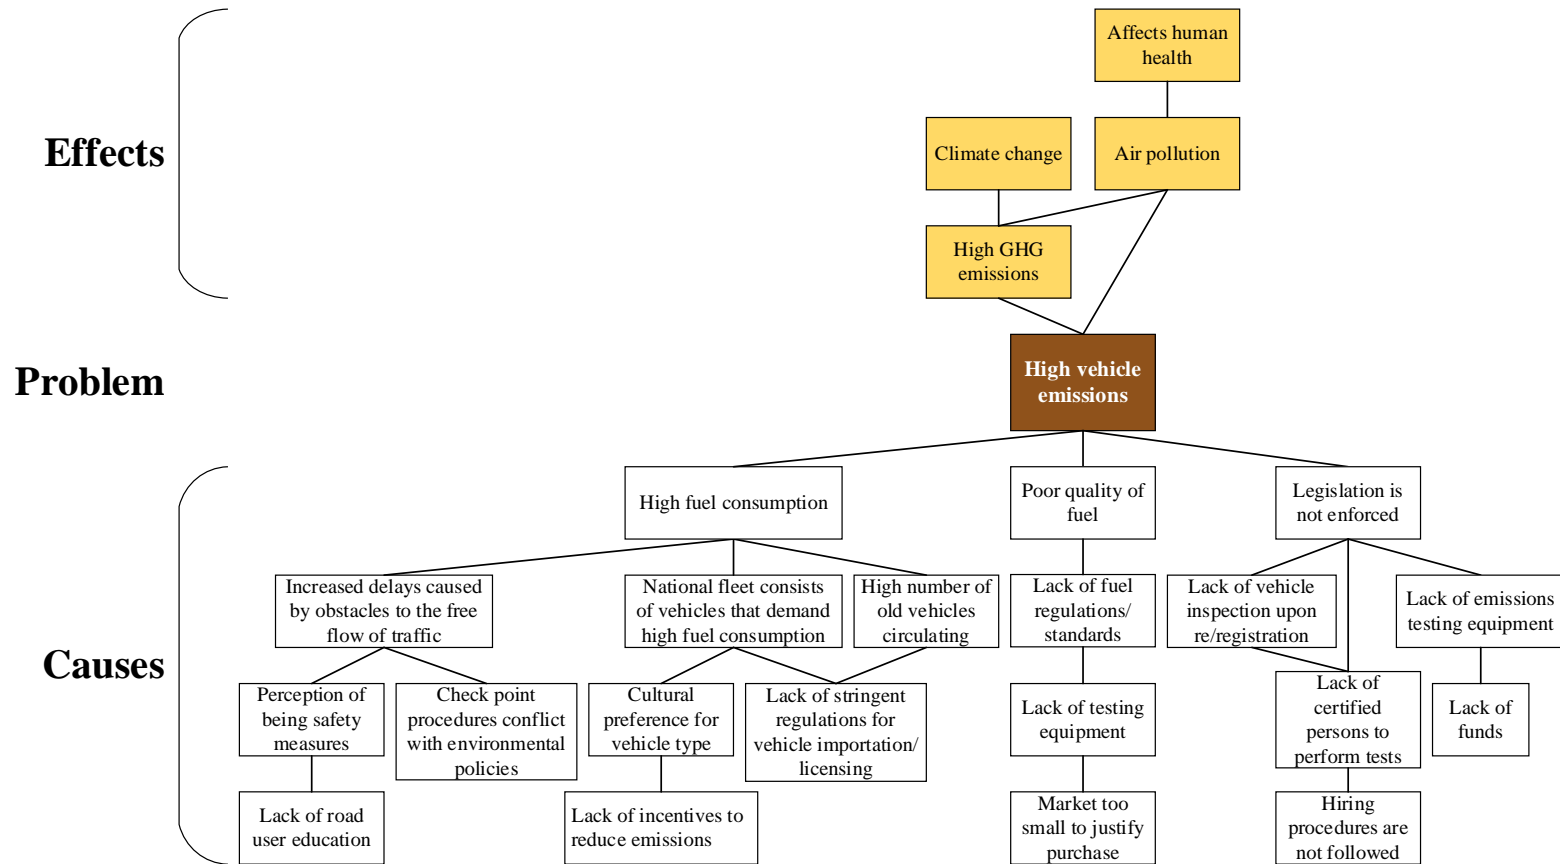 Effects
Affects human
health
Climate change
Air pollution
High GHG
emissions
Problem
High vehicle
emissions
Causes
High fuel consumption
Poor quality of
fuel
Legislation is
not enforced
Increased delays caused
by obstacles to the free
flow of traffic
National fleet consists
of vehicles that demand
high fuel consumption
High number of
old vehicles
circulating
Lack of fuel
regulations/
standards
Lack of vehicle
inspection upon
re/registration
Lack of emissions
testing equipment
Perception of
being safety
measures
Check point
procedures conflict
with environmental
policies
Cultural
preference for
vehicle type
Lack of stringent
regulations for
vehicle importation/
licensing
Lack of testing
equipment
Lack of
certified
persons to
perform tests
Lack of
funds
Lack of road
user education
Lack of incentives to
reduce emissions
Market too
small to justify
purchase
Hiring
procedures are
not followed